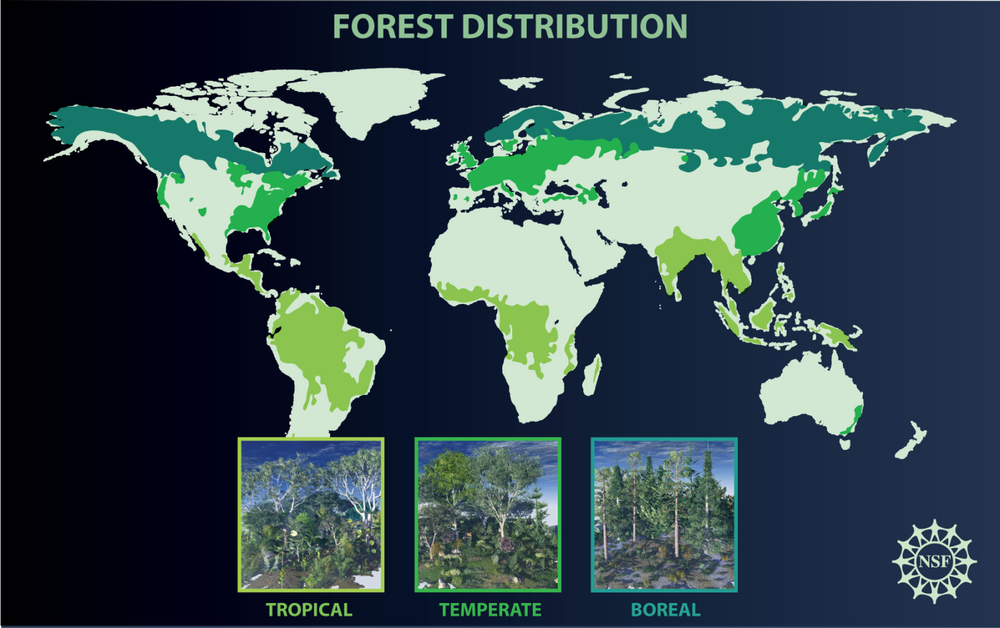 FOREST DISTRIBUTION
TROPICAL
TEMPERATE
BOREAL
NSF